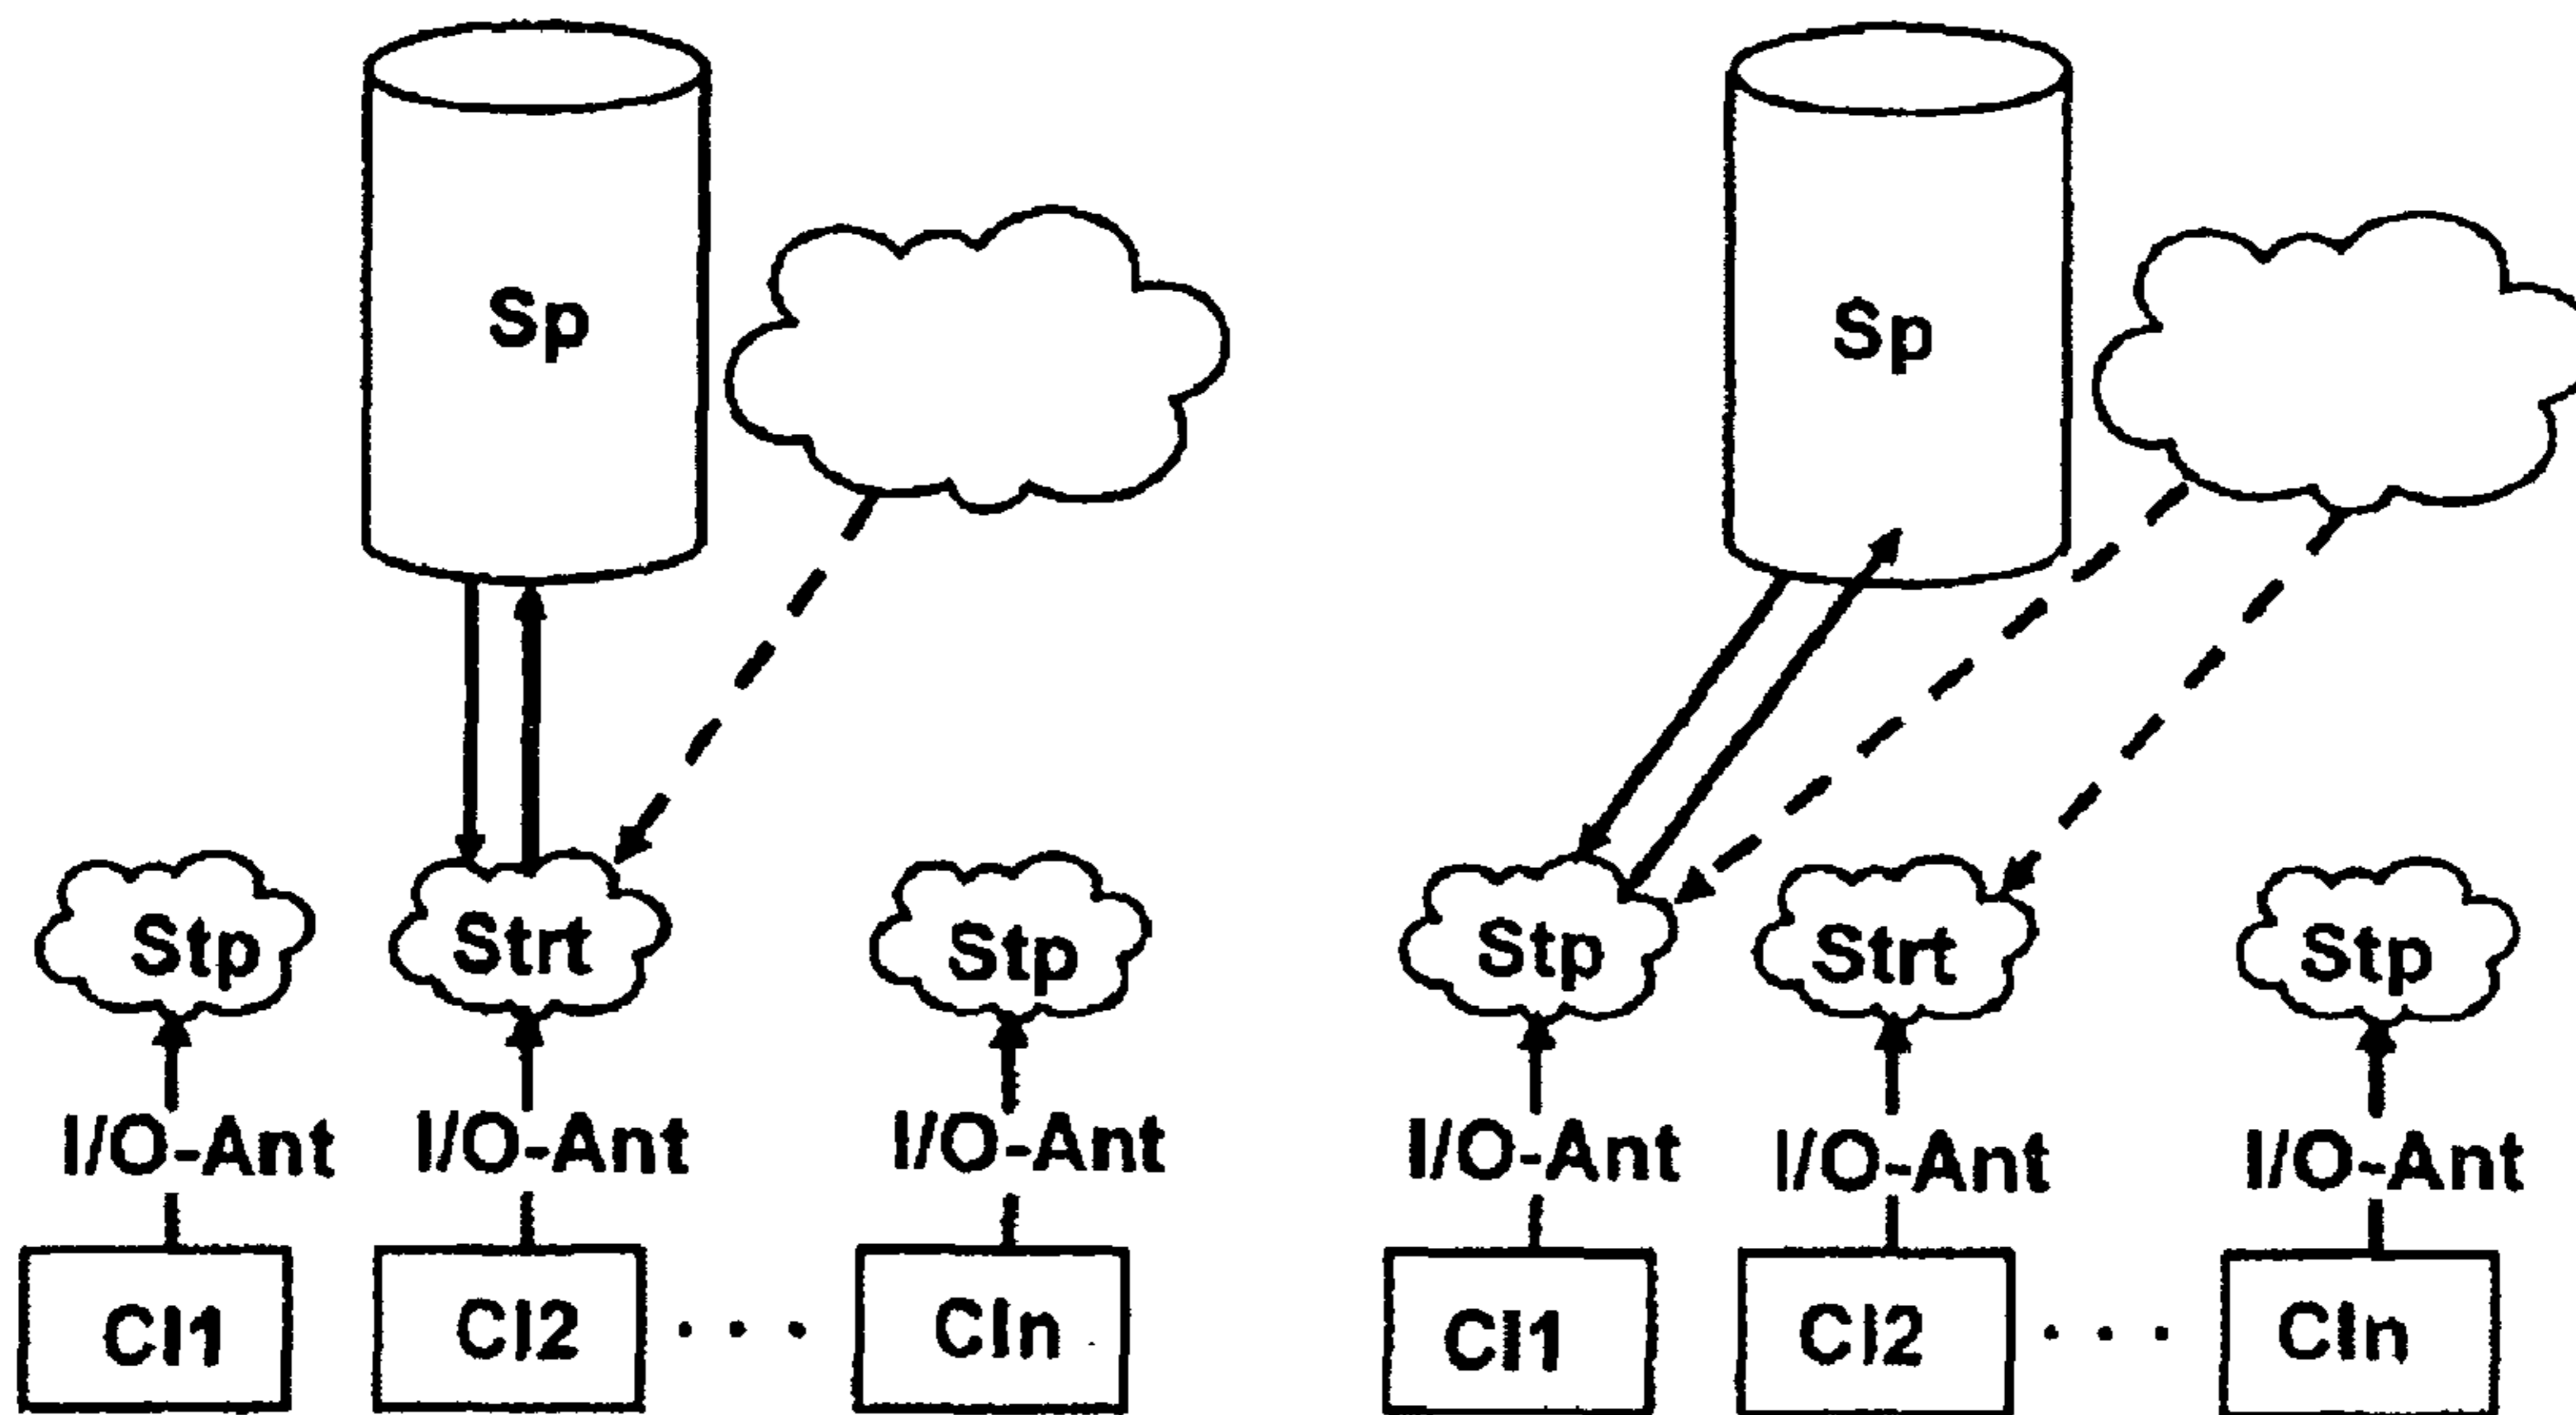 Sp Sp
Stp Strt Stp Stp Strt Stp
I/O-Ant I/O-Ant I/O-Ant I/O-Ant I/O-Ant I/O-Ant
Cl1 Cl2 . . . Cln Cl1 Cl2 . . . Cln